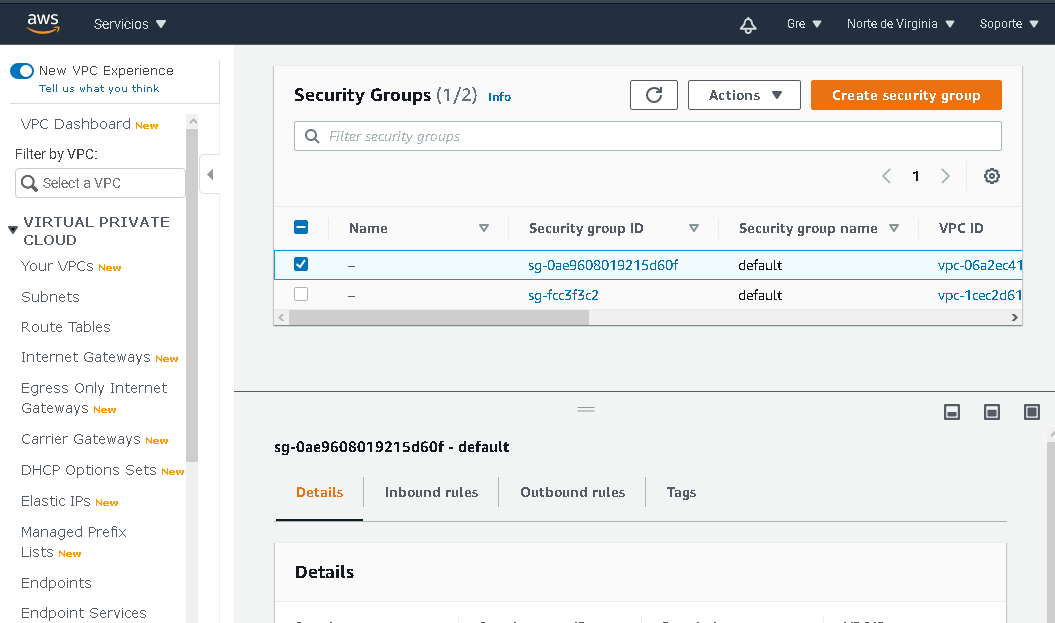 aws Servicios Gre Norte de Virginia Soporte
New VPC Experience
Tell us what you think
VPC Dashboard New
Filter by VPC:
Select a VPC
VIRTUAL PRIVATE
CLOUD
Your VPCs New
Subnets
Route Tables
Internet Gateways New
Egress Only Internet
Gateways New
Carrier Gateways New
DHCP Options Sets New
Elastic IPs New
Managed Prefix
Lists New
Endpoints
Endpoint Services
Security Groups (1/2) Info Actions Create security group
Filter security groups
1
Name Security group ID Security group name VPC ID
– sg-0ae9608019215d60f default vpc-06a2ec41
– sg-fcc3f3c2 default vpc-1cec2d61
sg-0ae9608019215d60f - default
Details Inbound rules Outbound rules Tags
Details